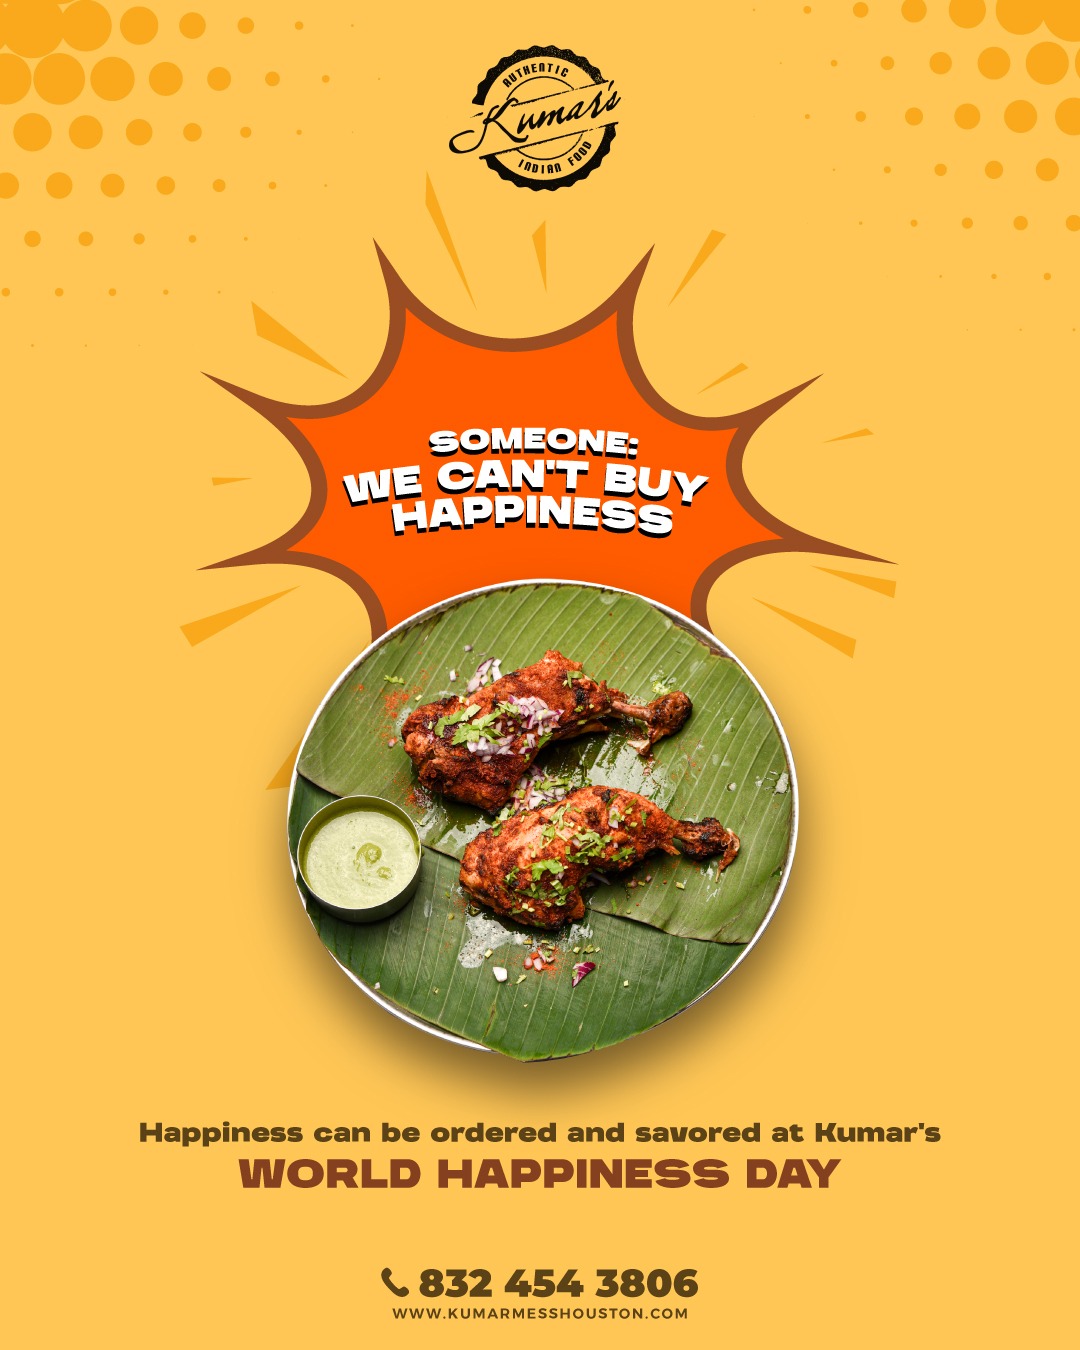 AUTHENTIC
Kumar's
INDIAN FOOD
SOMEONE:
WE CAN'T BUY
HAPPINESS
Happiness can be ordered and savored at Kumar's
WORLD HAPPINESS DAY
832 454 3806
WWW.KUMARMESSHOUSTON.COM